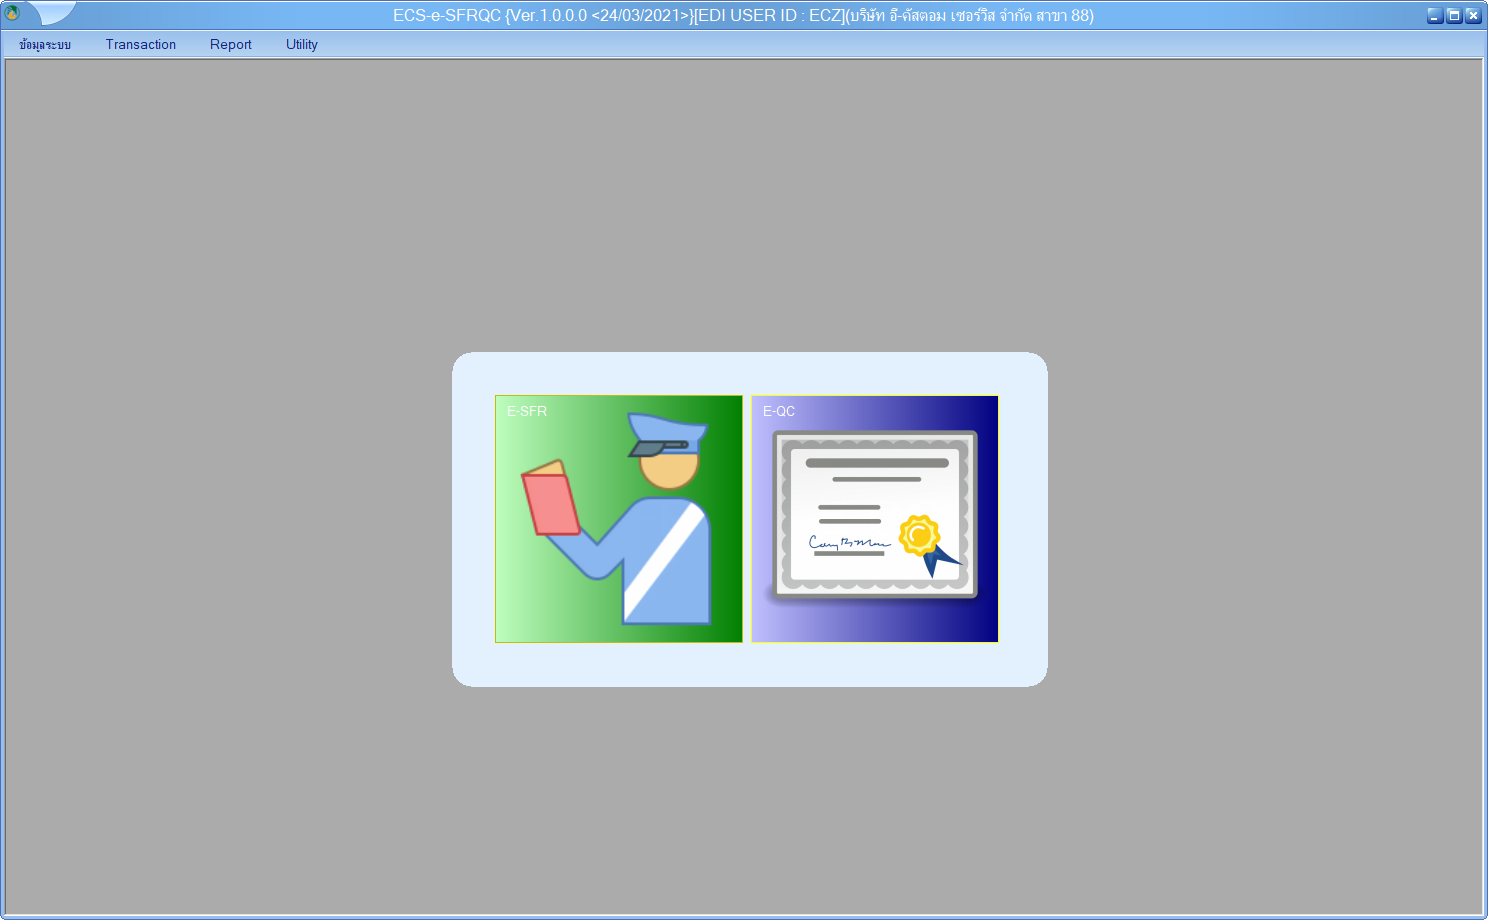 ECS-e-SFRQC {Ver.1.0.0.0 <24/03/2021>}[EDI USER ID : ECZ](บริษัท อี-คัสตอม เซอร์วิส จำกัด สาขา 88)
ข้อมูลระบบ Transaction Report Utility
E-SFR E-QC